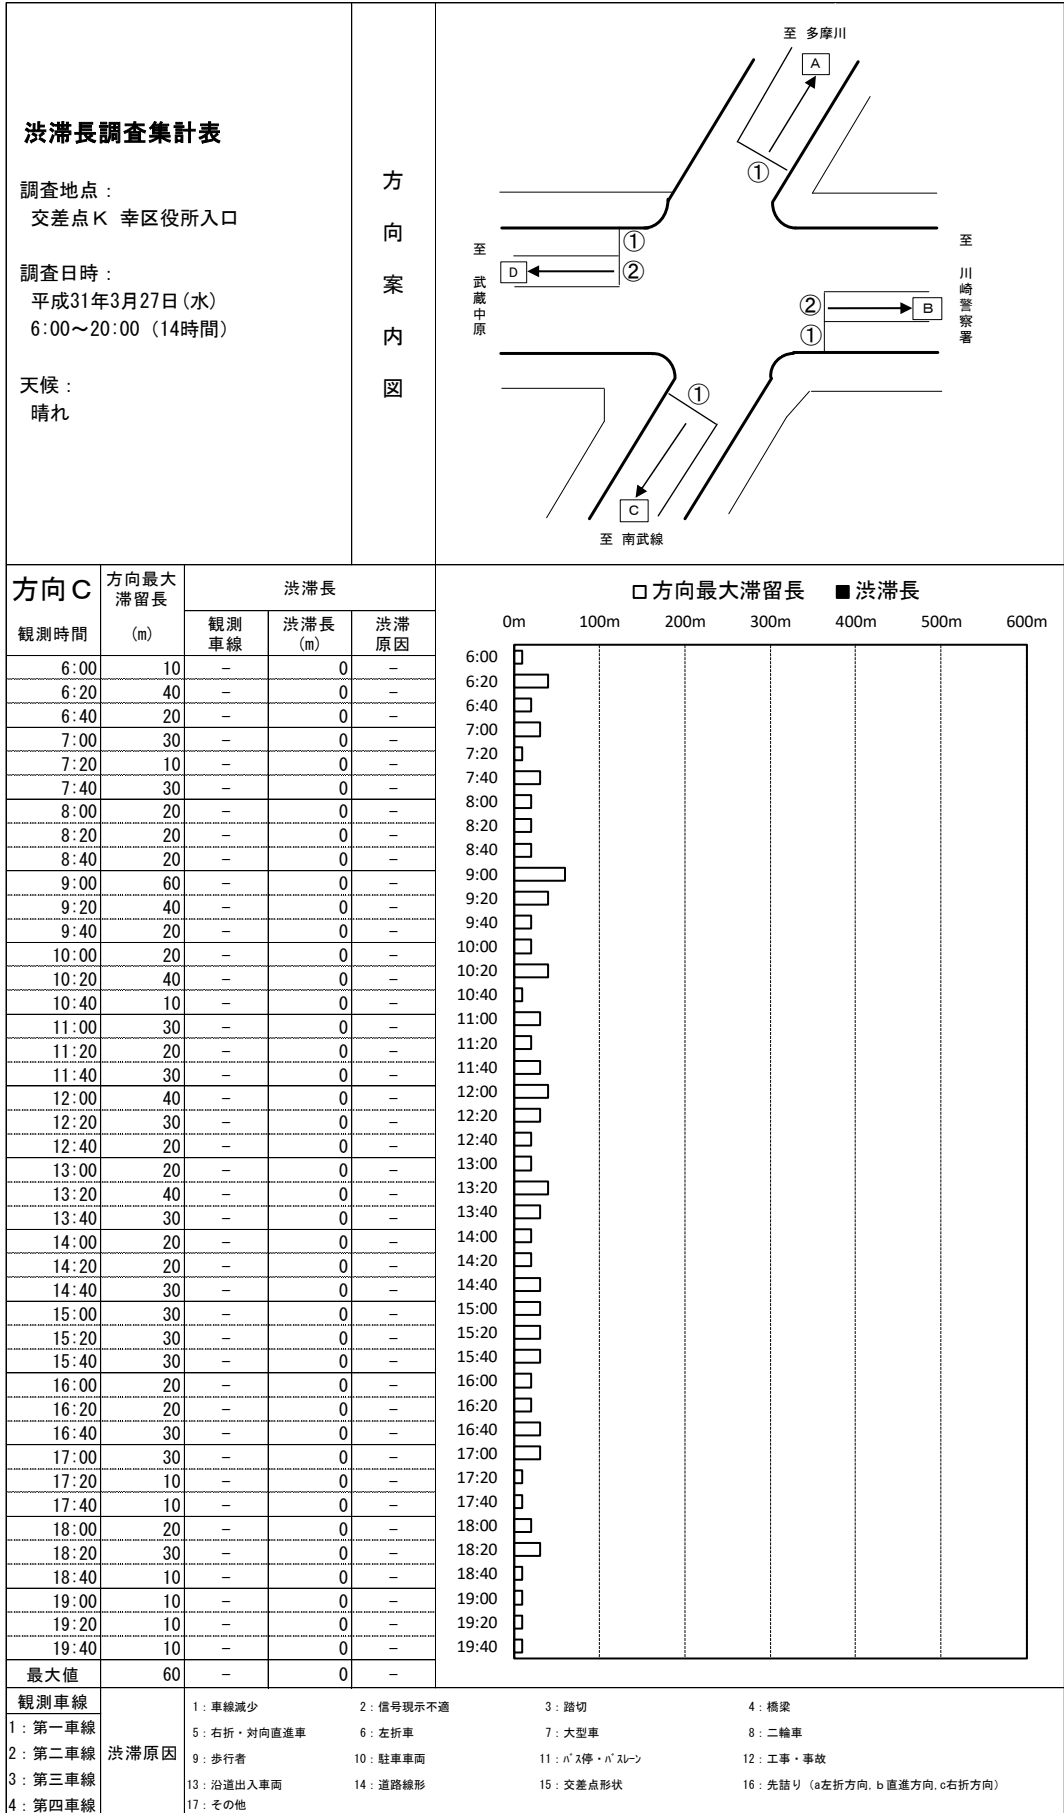 渋滞長調査集計表
調査地点：
交差点K 幸区役所入口
調査日時：
平成31年3月27日(水)
6:00～20:00 (14時間)
天候：
晴れ
方向案内図
至 多摩川
A
①
至 武蔵中原
D
①
②
至 川崎警察署
②
B
①
①
C
至 南武線
方向C 方向最大滞留長 渋滞長
観測時間 (m) 観測車線 渋滞長(m) 渋滞原因
6:00 10 － 0 －
6:20 40 － 0 －
6:40 20 － 0 －
7:00 30 － 0 －
7:20 10 － 0 －
7:40 30 － 0 －
8:00 20 － 0 －
8:20 20 － 0 －
8:40 20 － 0 －
9:00 60 － 0 －
9:20 40 － 0 －
9:40 20 － 0 －
10:00 20 － 0 －
10:20 40 － 0 －
10:40 10 － 0 －
11:00 30 － 0 －
11:20 20 － 0 －
11:40 30 － 0 －
12:00 40 － 0 －
12:20 30 － 0 －
12:40 20 － 0 －
13:00 20 － 0 －
13:20 40 － 0 －
13:40 30 － 0 －
14:00 20 － 0 －
14:20 20 － 0 －
14:40 30 － 0 －
15:00 30 － 0 －
15:20 30 － 0 －
15:40 30 － 0 －
16:00 20 － 0 －
16:20 20 － 0 －
16:40 30 － 0 －
17:00 30 － 0 －
17:20 10 － 0 －
17:40 10 － 0 －
18:00 20 － 0 －
18:20 30 － 0 －
18:40 10 － 0 －
19:00 10 － 0 －
19:20 10 － 0 －
19:40 10 － 0 －
最大値 60 － 0 －
□方向最大滞留長 ■渋滞長
0m 100m 200m 300m 400m 500m 600m
6:00
6:20
6:40
7:00
7:20
7:40
8:00
8:20
8:40
9:00
9:20
9:40
10:00
10:20
10:40
11:00
11:20
11:40
12:00
12:20
12:40
13:00
13:20
13:40
14:00
14:20
14:40
15:00
15:20
15:40
16:00
16:20
16:40
17:00
17:20
17:40
18:00
18:20
18:40
19:00
19:20
19:40
観測車線
1：第一車線
2：第二車線
3：第三車線
4：第四車線
渋滞原因
1：車線減少 2：信号現示不適 3：踏切 4：橋梁
5：右折・対向直進車 6：左折車 7：大型車 8：二輪車
9：歩行者 10：駐車車両 11：ﾊﾞｽ停・ﾊﾞｽﾚｰﾝ 12：工事・事故
13：沿道出入車両 14：道路線形 15：交差点形状 16：先詰り (a左折方向, b直進方向, c右折方向)
17：その他